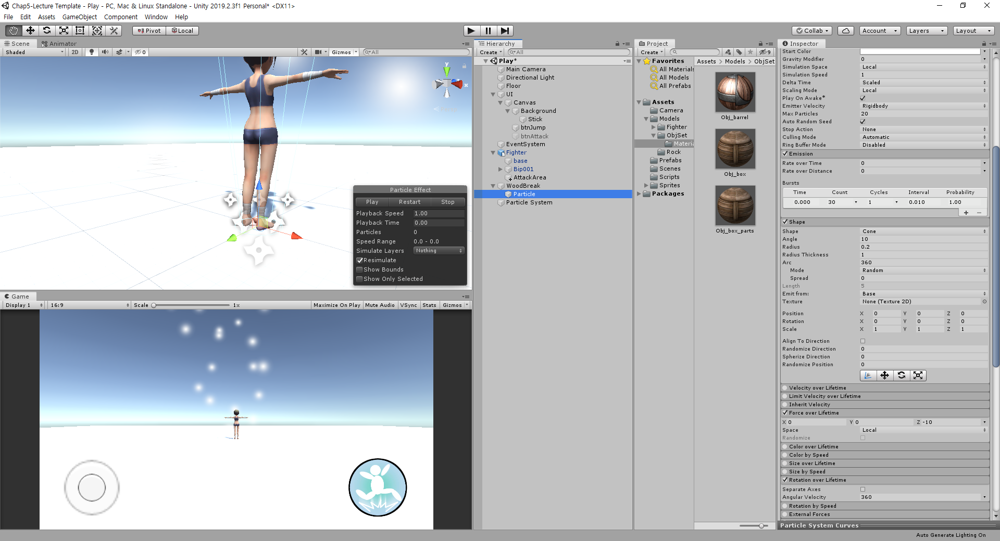 Chap5-Lecture Template - Play - PC, Mac & Linux Standalone - Unity 2019.2.3f1 Personal* <DX11>
File Edit Assets GameObject Component Window Help
Pivot Local Collab Account Layers Layout
Scene Animator
Shaded 2D 0 Gizmos All
y
x
Particle Effect
Play Restart Stop
Playback Speed 1.00
Playback Time 0.00
Particles 0
Speed Range 0.0 - 0.0
Simulate Layers Nothing
Resimulate
Show Bounds
Show Only Selected
Game
Display 1 16:9 Scale 1x Maximize On Play Mute Audio VSync Stats Gizmos
Hierarchy
Create All
Play*
Main Camera
Directional Light
Floor
UI
Canvas
Background
Stick
btnJump
btnAttack
EventSystem
Fighter
base
Bip001
AttackArea
WoodBreak
Particle
Particle System
Project
Create 9
Favorites
All Materials
All Models
All Prefabs
Assets
Camera
Models
Fighter
ObjSet
Materia
Rock
Prefabs
Scenes
Scripts
Sprites
Packages
Assets > Models > ObjSet
Obj_barrel
Obj_box
Obj_box_parts
Inspector
Start Color
Gravity Modifier 0
Simulation Space Local
Simulation Speed 1
Delta Time Scaled
Scaling Mode Local
Play On Awake*
Emitter Velocity Rigidbody
Max Particles 20
Auto Random Seed
Stop Action None
Culling Mode Automatic
Ring Buffer Mode Disabled
Emission
Rate over Time 0
Rate over Distance 0
Bursts
Time Count Cycles Interval Probability
0.000 30 1 0.010 1.00
Shape
Shape Cone
Angle 10
Radius 0.2
Radius Thickness 1
Arc 360
Mode Random
Spread 0
Length 5
Emit from: Base
Texture None (Texture 2D)
Position X 0 Y 0 Z 0
Rotation X 0 Y 0 Z 0
Scale X 1 Y 1 Z 1
Align To Direction
Randomize Direction 0
Spherize Direction 0
Randomize Position 0
Velocity over Lifetime
Limit Velocity over Lifetime
Inherit Velocity
Force over Lifetime
X 0 Y 0 Z -10
Space Local
Randomize
Color over Lifetime
Color by Speed
Size over Lifetime
Size by Speed
Rotation over Lifetime
Separate Axes
Angular Velocity 360
Rotation by Speed
External Forces
Particle System Curves
Auto Generate Lighting On